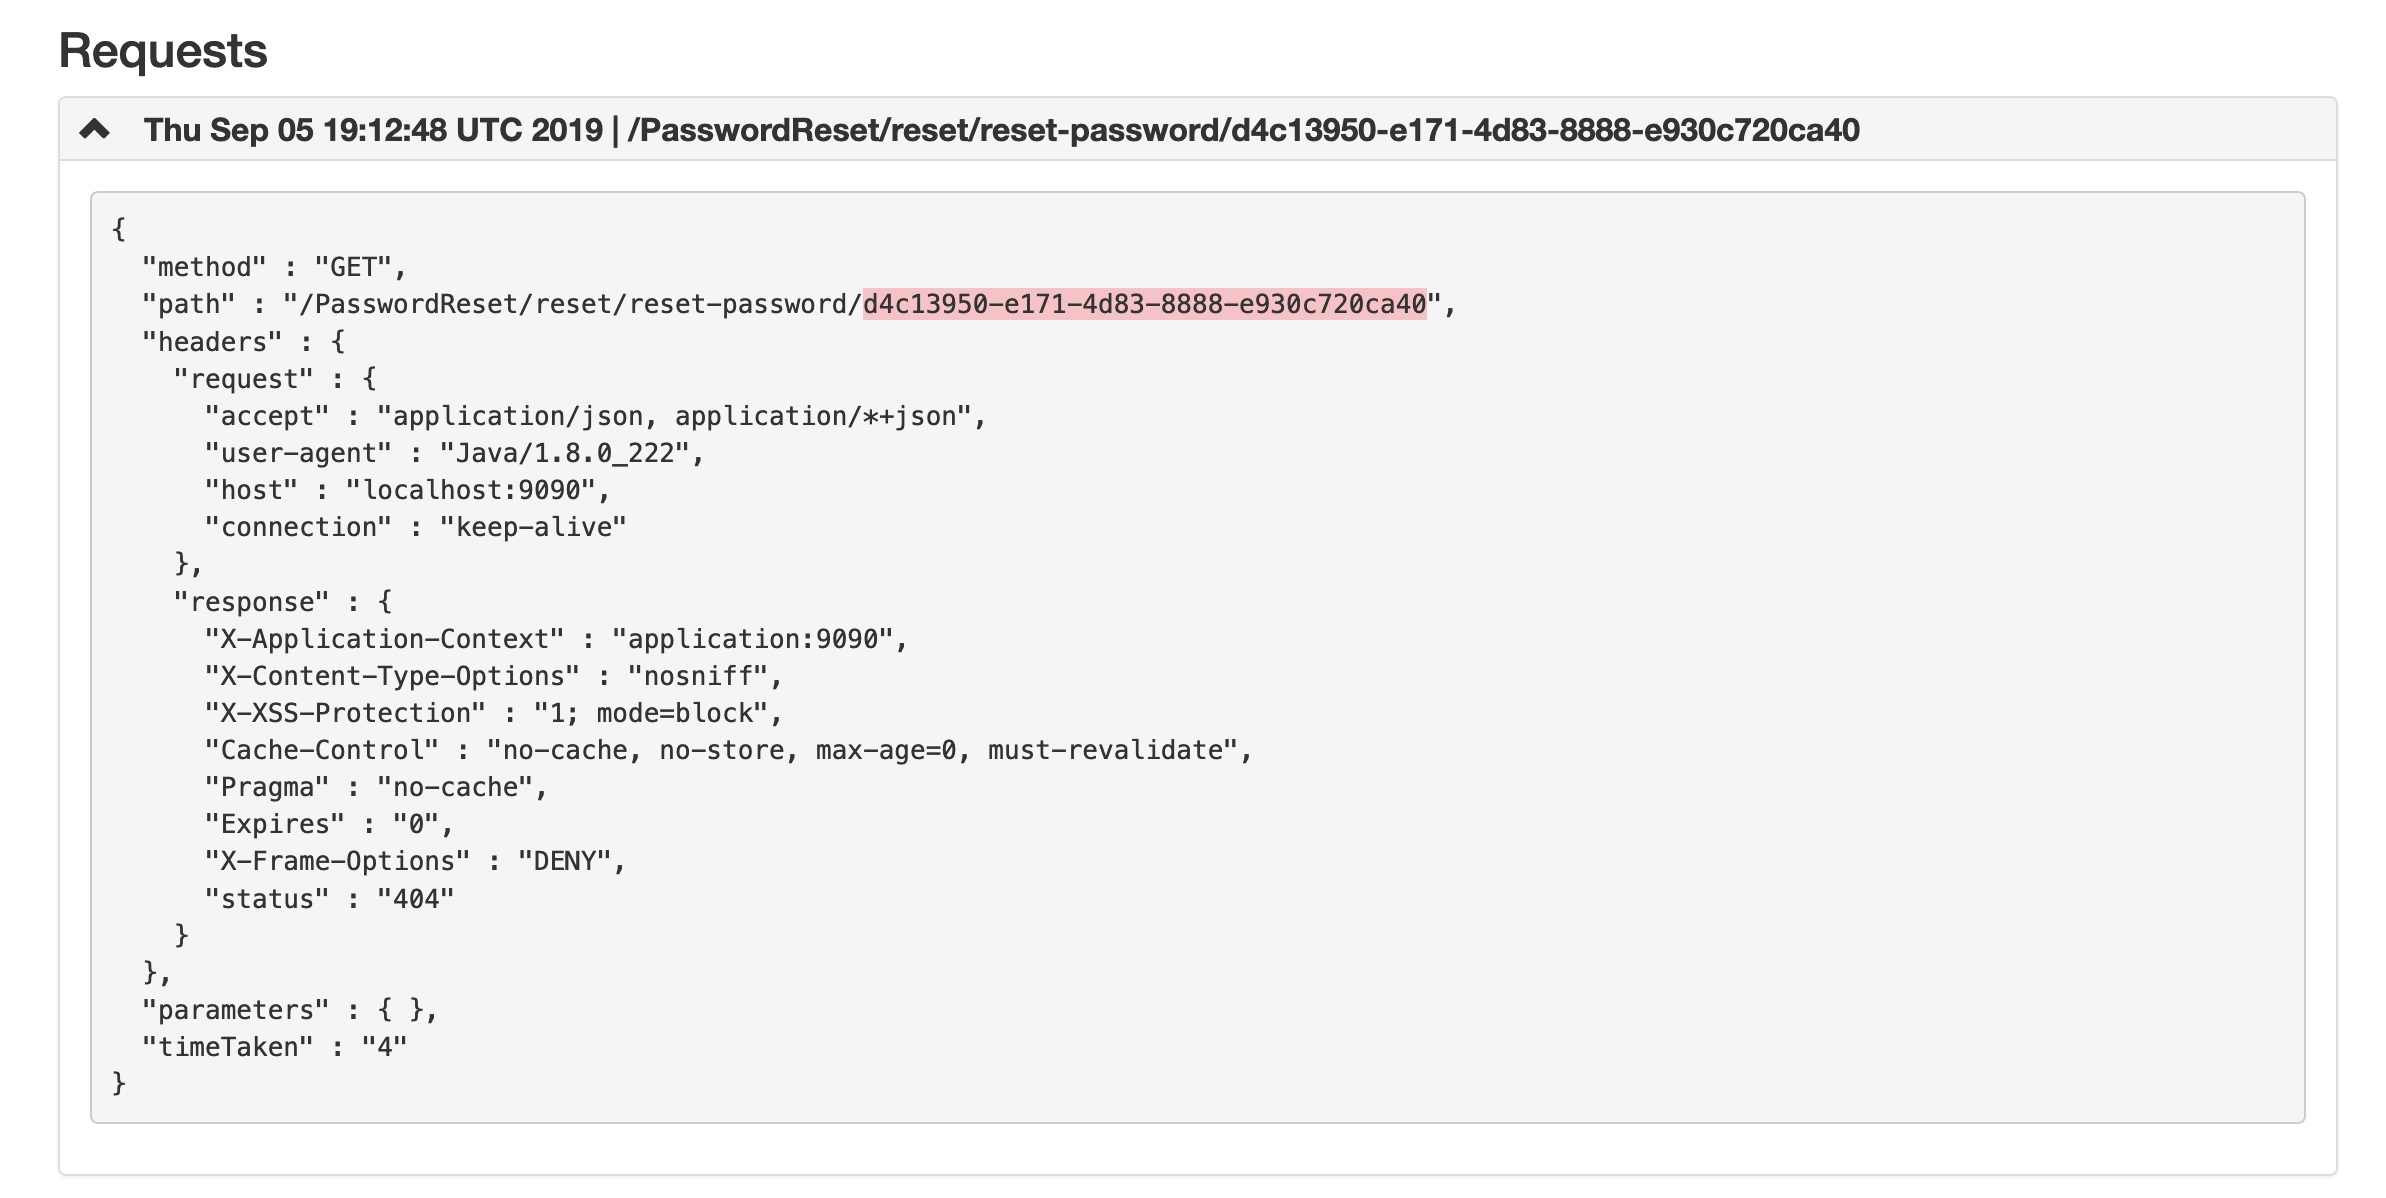 Requests
Thu Sep 05 19:12:48 UTC 2019 | /PasswordReset/reset/reset-password/d4c13950-e171-4d83-8888-e930c720ca40
{
  "method" : "GET",
  "path" : "/PasswordReset/reset/reset-password/d4c13950-e171-4d83-8888-e930c720ca40",
  "headers" : {
    "request" : {
      "accept" : "application/json, application/*+json",
      "user-agent" : "Java/1.8.0_222",
      "host" : "localhost:9090",
      "connection" : "keep-alive"
    },
    "response" : {
      "X-Application-Context" : "application:9090",
      "X-Content-Type-Options" : "nosniff",
      "X-XSS-Protection" : "1; mode=block",
      "Cache-Control" : "no-cache, no-store, max-age=0, must-revalidate",
      "Pragma" : "no-cache",
      "Expires" : "0",
      "X-Frame-Options" : "DENY",
      "status" : "404"
    }
  },
  "parameters" : { },
  "timeTaken" : "4"
}